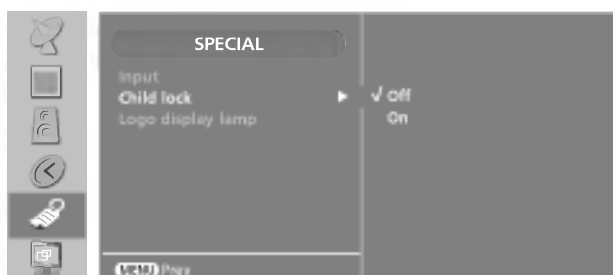 SPECIAL
Input
Child lock ▶ √ Off
On
Logo display lamp
MENU Prev.